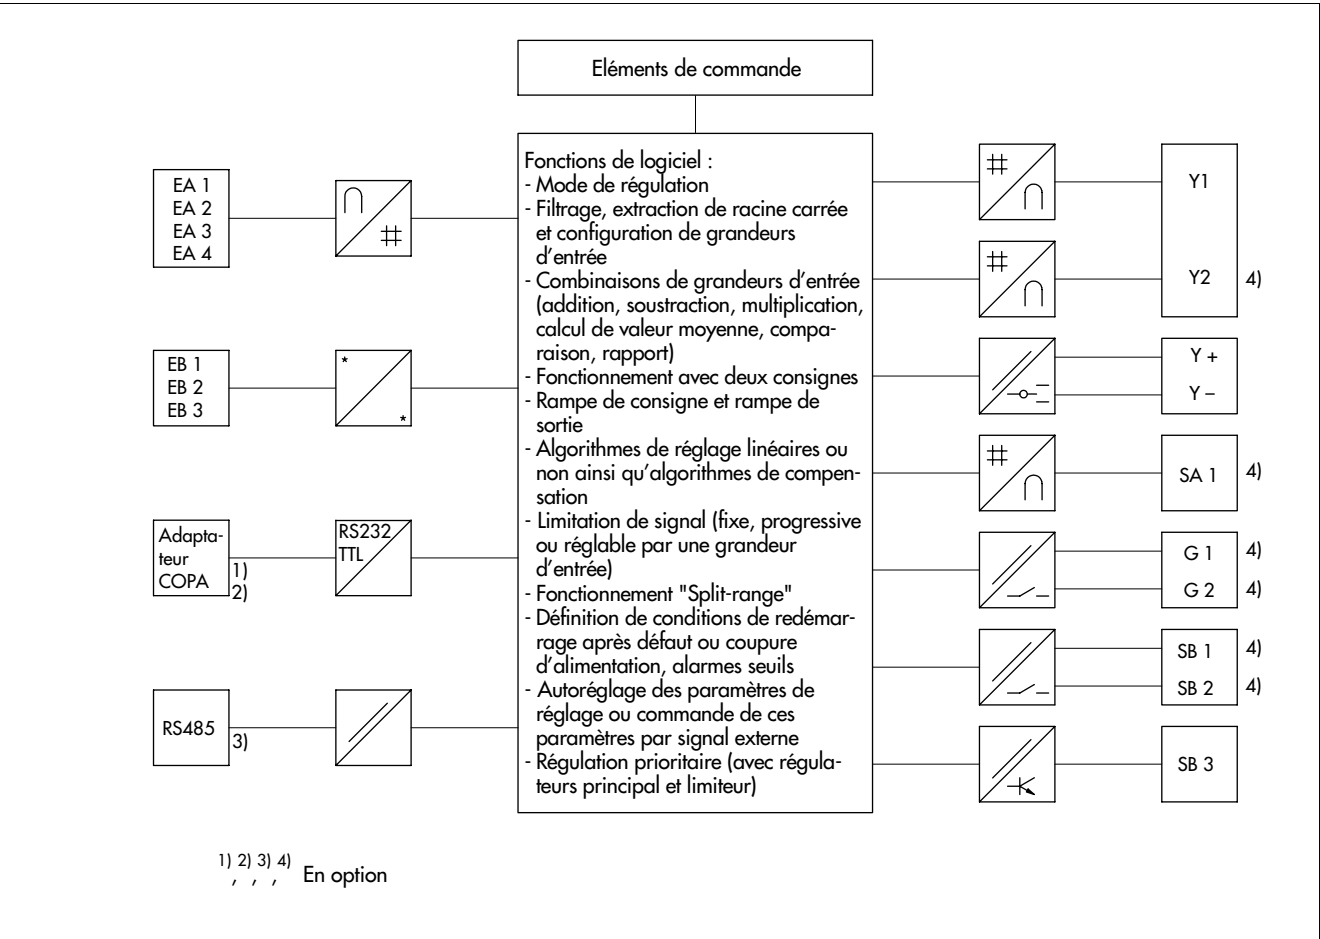 Eléments de commande
EA 1
EA 2
EA 3
EA 4
EB 1
EB 2
EB 3
*
*
Adapta-
teur
COPA
1)
2)
RS232
TTL
RS485
3)
Fonctions de logiciel :
- Mode de régulation
- Filtrage, extraction de racine carrée
et configuration de grandeurs
d'entrée
- Combinaisons de grandeurs d'entrée
(addition, soustraction, multiplication,
calcul de valeur moyenne, compa-
raison, rapport)
- Fonctionnement avec deux consignes
- Rampe de consigne et rampe de
sortie
- Algorithmes de réglage linéaires ou
non ainsi qu'algorithmes de compen-
sation
- Limitation de signal (fixe, progressive
ou réglable par une grandeur
d'entrée)
- Fonctionnement "Split-range"
- Définition de conditions de redémar-
rage après défaut ou coupure
d'alimentation, alarmes seuils
- Autoréglage des paramètres de
réglage ou commande de ces
paramètres par signal externe
- Régulation prioritaire (avec régula-
teurs principal et limiteur)
Y1
Y2 4)
Y +
Y –
SA 1 4)
G 1 4)
G 2 4)
SB 1 4)
SB 2 4)
SB 3
1), 2), 3), 4) En option